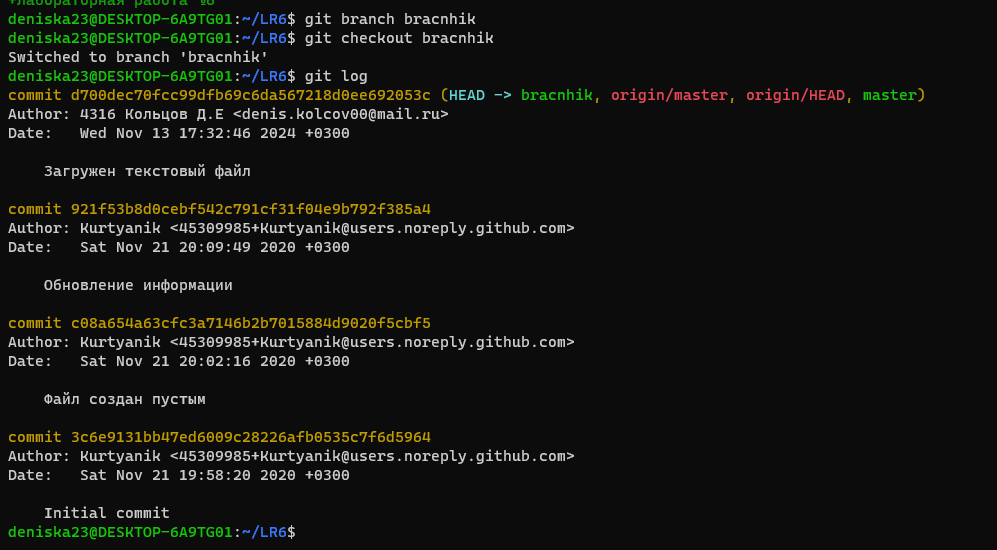 +Лабораторная работа №6
deniska23@DESKTOP-6A9TG01:~/LR6$ git branch bracnhik
deniska23@DESKTOP-6A9TG01:~/LR6$ git checkout bracnhik
Switched to branch 'bracnhik'
deniska23@DESKTOP-6A9TG01:~/LR6$ git log
commit d700dec70fcc99dfb69c6da567218d0ee692053c (HEAD -> bracnhik, origin/master, origin/HEAD, master)
Author: 4316 Кольцов Д.Е <denis.kolcov00@mail.ru>
Date:   Wed Nov 13 17:32:46 2024 +0300
Загружен текстовый файл
commit 921f53b8d0cebf542c791cf31f04e9b792f385a4
Author: Kurtyanik <45309985+Kurtyanik@users.noreply.github.com>
Date:   Sat Nov 21 20:09:49 2020 +0300
Обновление информации
commit c08a654a63cfc3a7146b2b7015884d9020f5cbf5
Author: Kurtyanik <45309985+Kurtyanik@users.noreply.github.com>
Date:   Sat Nov 21 20:02:16 2020 +0300
Файл создан пустым
commit 3c6e9131bb47ed6009c28226afb0535c7f6d5964
Author: Kurtyanik <45309985+Kurtyanik@users.noreply.github.com>
Date:   Sat Nov 21 19:58:20 2020 +0300
Initial commit
deniska23@DESKTOP-6A9TG01:~/LR6$